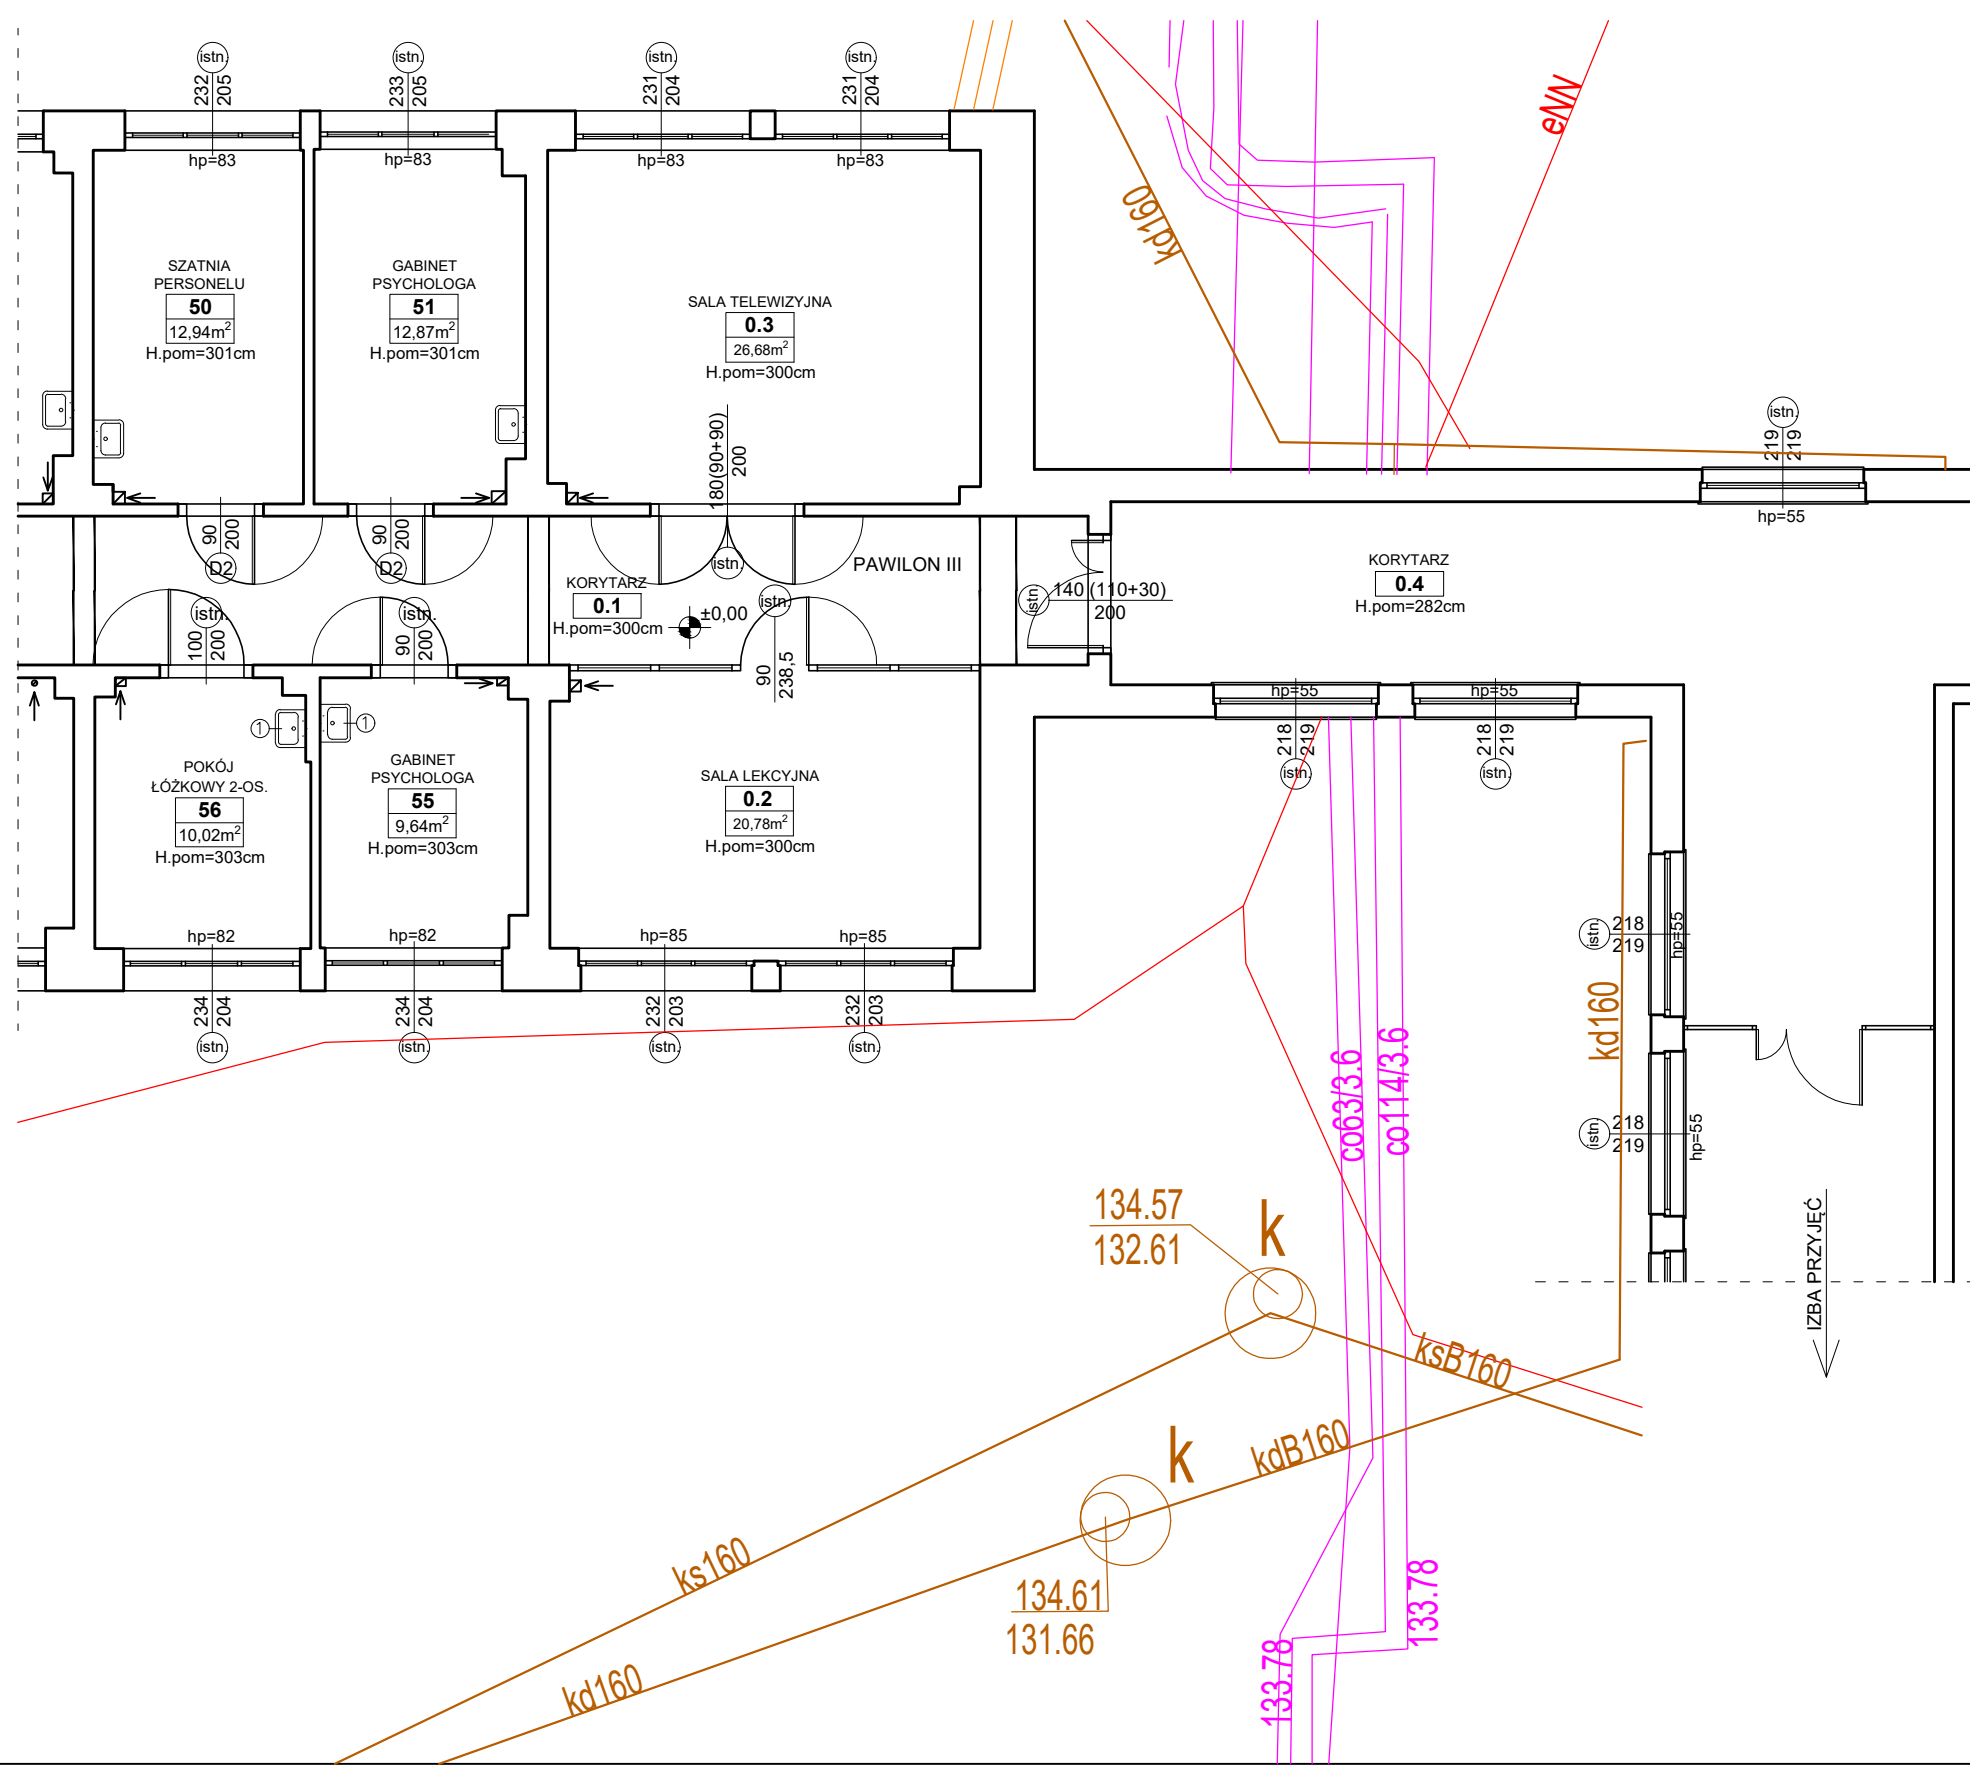 istn.
232
205
istn.
233
205
istn.
231
204
istn.
231
204
hp=83
hp=83
hp=83
hp=83
eNN
kd160
SZATNIA
PERSONELU
50
12,94m²
H.pom=301cm
GABINET
PSYCHOLOGA
51
12,87m²
H.pom=301cm
SALA TELEWIZYJNA
0.3
26,68m²
H.pom=300cm
180(90+90)
200
istn.
istn.
219
219
hp=55
90
200
D2
90
200
D2
PAWILON III
KORYTARZ
0.1
H.pom=300cm
±0,00
istn.
90
238,5
istn.
140 (110+30)
200
KORYTARZ
0.4
H.pom=282cm
istn.
100
200
istn.
90
200
hp=55
hp=55
218
219
istn.
218
219
istn.
1
1
POKÓJ
ŁÓŻKOWY 2-OS.
56
10,02m²
H.pom=303cm
GABINET
PSYCHOLOGA
55
9,64m²
H.pom=303cm
SALA LEKCYJNA
0.2
20,78m²
H.pom=300cm
hp=82
hp=82
hp=85
hp=85
234
204
istn.
234
204
istn.
232
203
istn.
232
203
istn.
istn.
218
219
hp=55
kd160
istn.
218
219
hp=55
co63/3.6
co114/3.6
134.57
132.61
k
IZBA PRZYJĘĆ
ksB160
kdB160
k
ks160
134.61
131.66
kd160
133.78
133.78